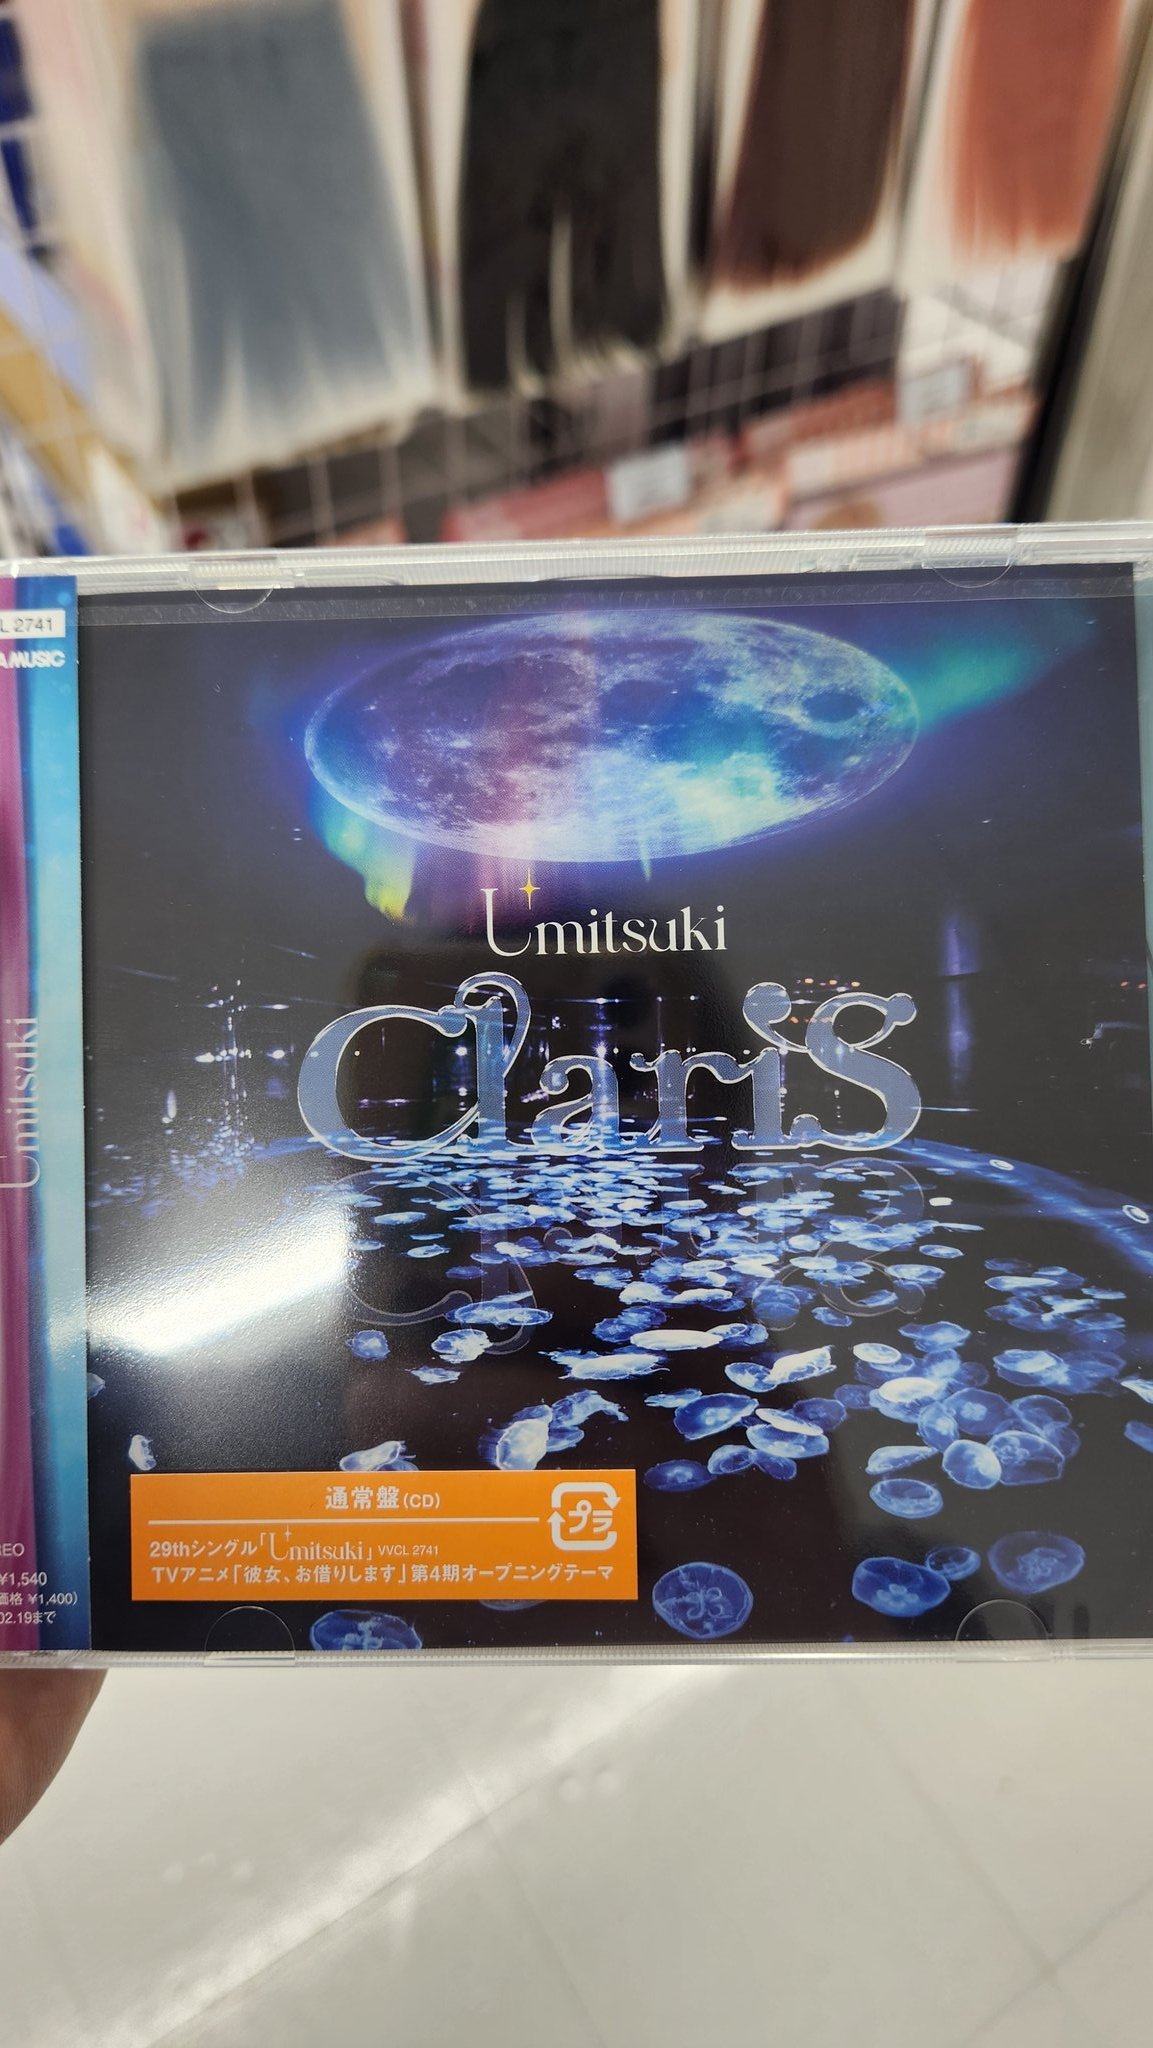 L 2741
MUSIC
Umitsuki
Umitsuki
ClariS
通常盤(CD)
プラ
29thシングル「Umitsuki」VVCL 2741
TVアニメ「彼女、お借りします」第4期オープニングテーマ
REO
¥1,540
価格 ¥1,400)
02.19まで